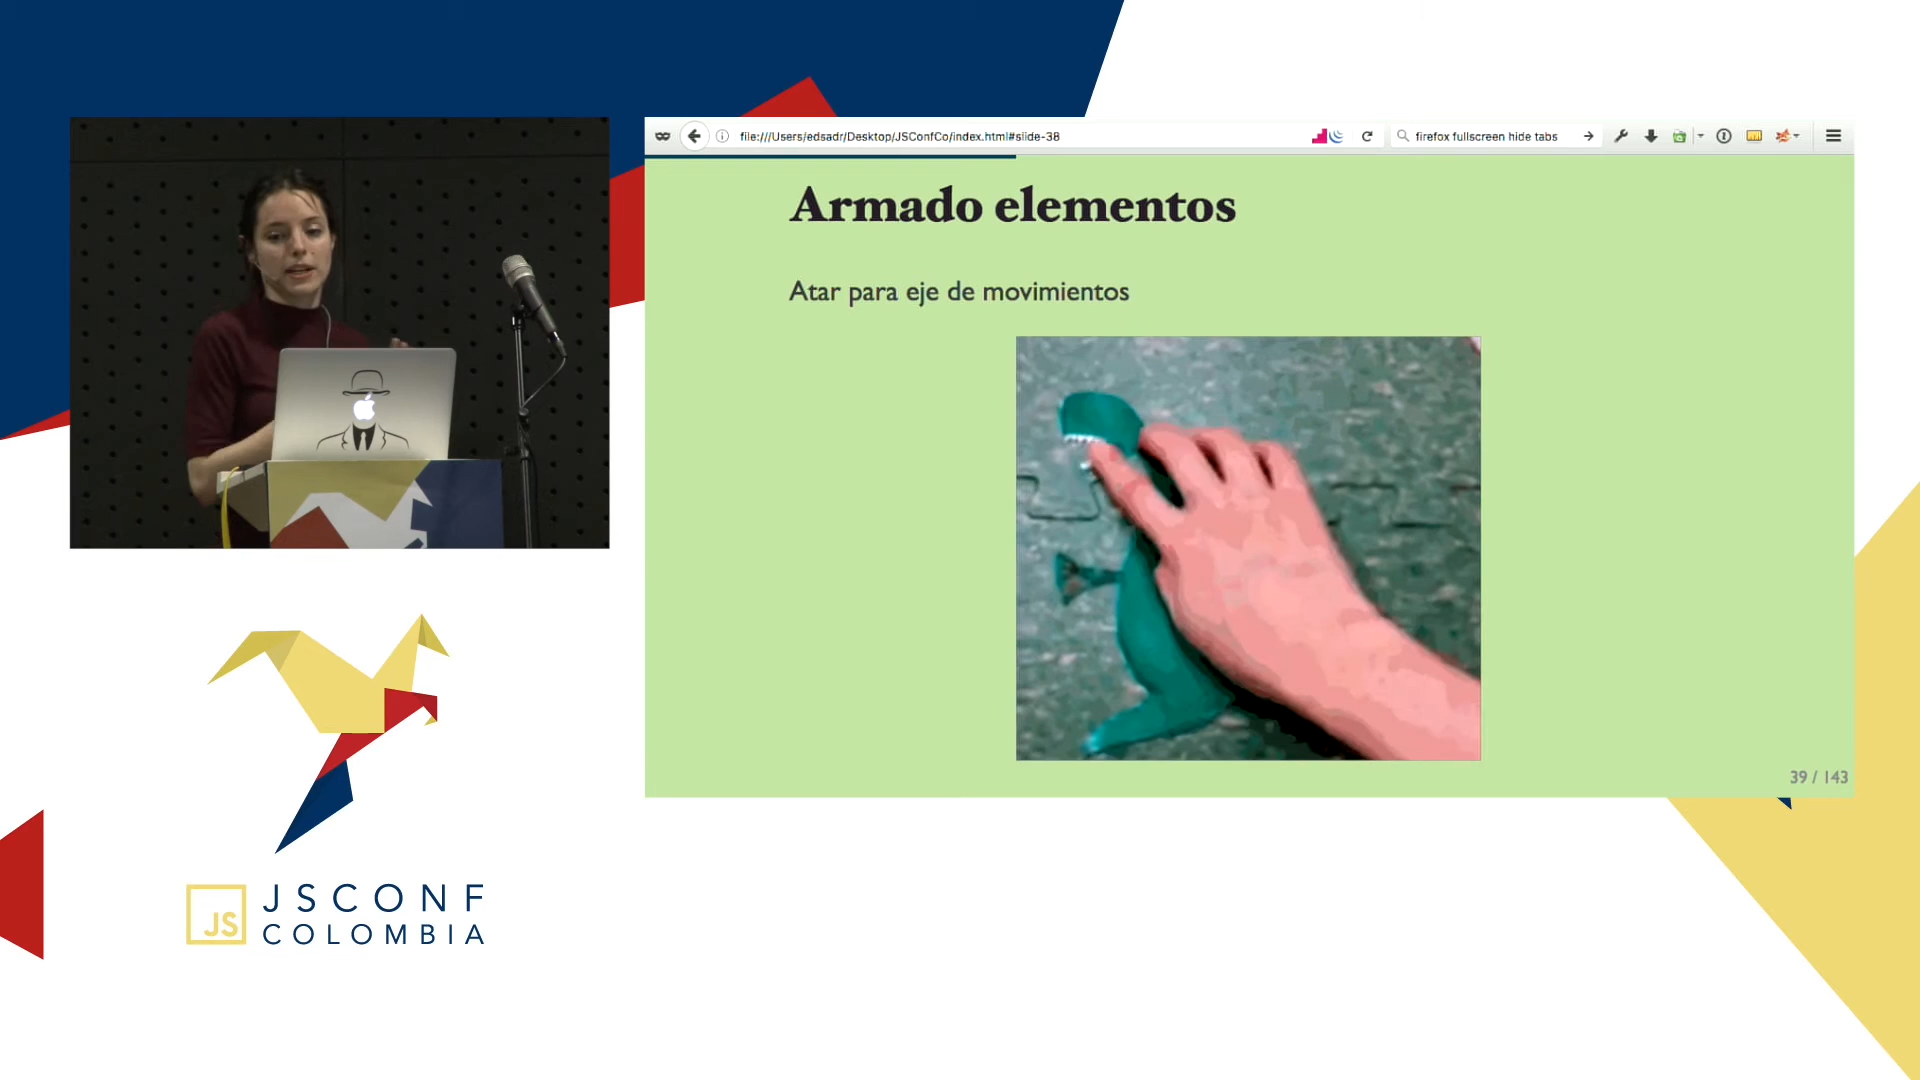 file:///Users/edsadr/Desktop/JSConfCo/index.html#slide-38
firefox fullscreen hide tabs
Armado elementos
Atar para eje de movimientos
39 / 143
JS
JSCONF
COLOMBIA